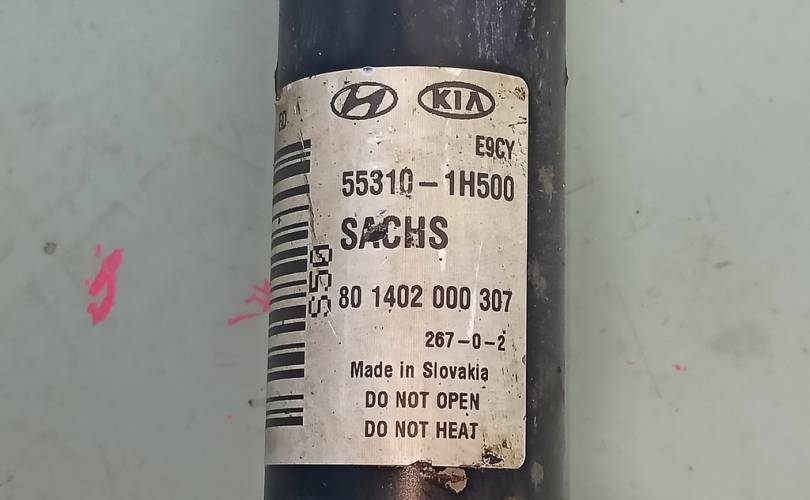 KIA
ED
E9CY
55310-1H500
SACHS
S50
80 1402 000 307
267-0-2
Made in Slovakia
DO NOT OPEN
DO NOT HEAT